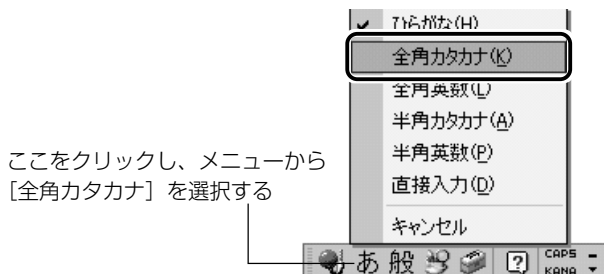 ひらがな(H)
全角カタカナ(K)
全角英数(L)
半角カタカナ(A)
半角英数(P)
直接入力(D)
キャンセル
ここをクリックし、メニューから
[全角カタカナ]を選択する
あ 般 ? CAPS
KANA